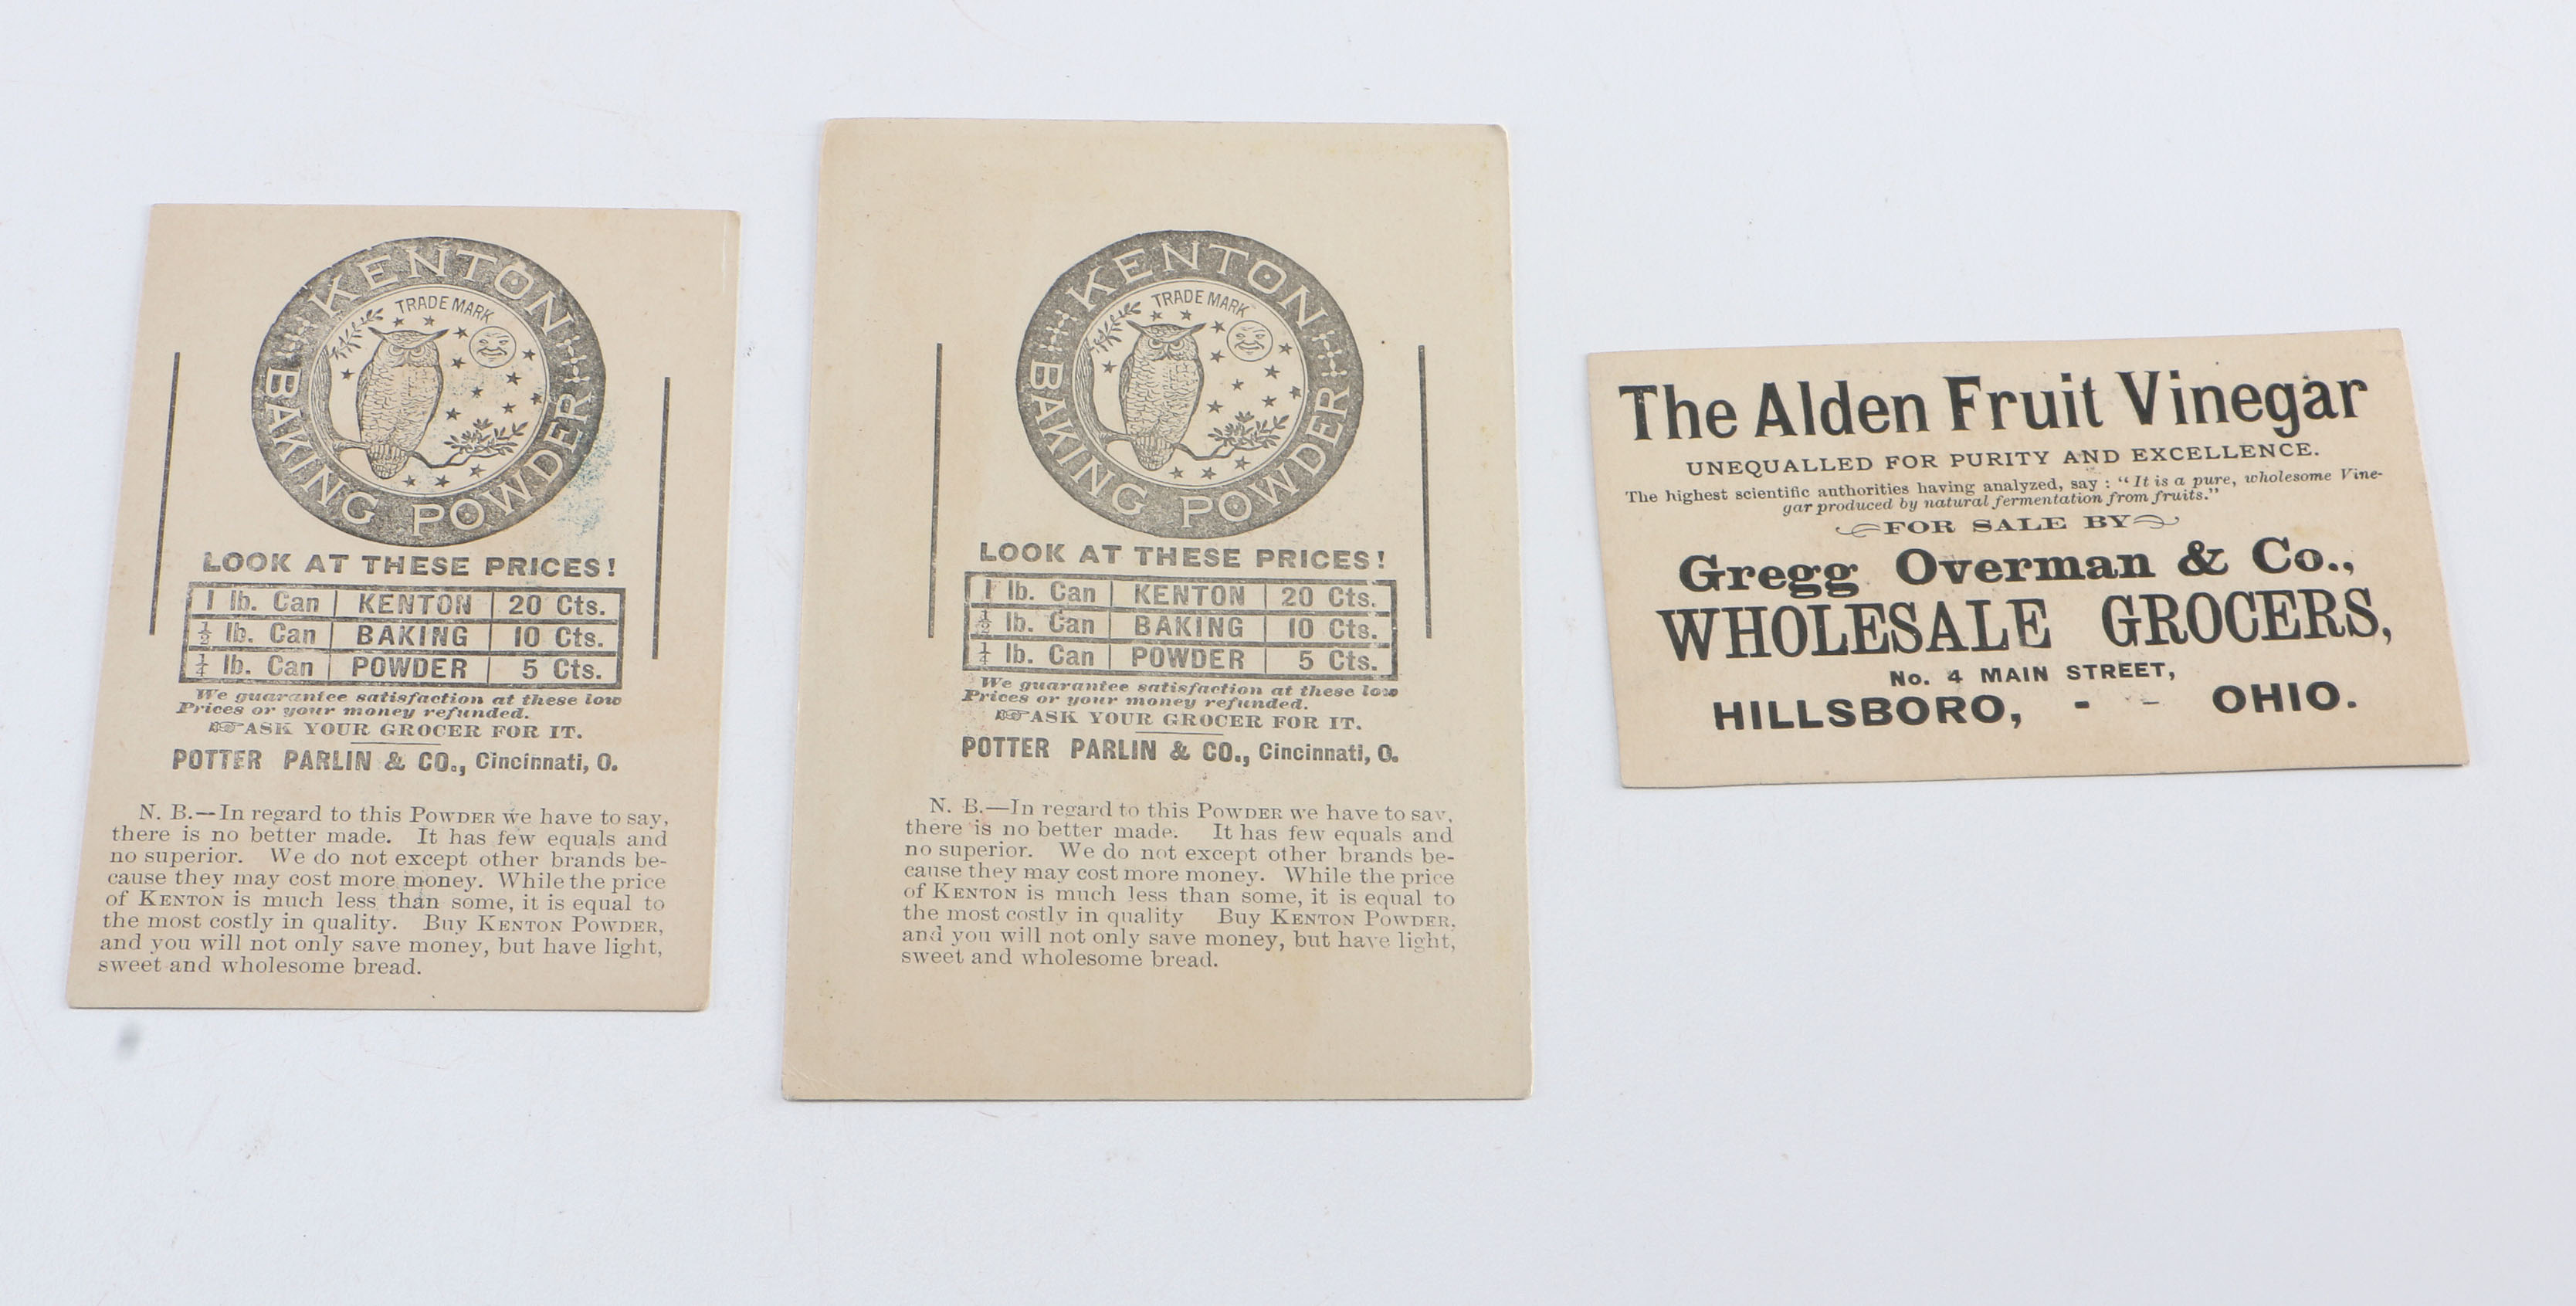 KENTON
BAKING POWDER
TRADE MARK
LOOK AT THESE PRICES!
1 lb. Can KENTON 20 Cts.
½ lb. Can BAKING 10 Cts.
¼ lb. Can POWDER 5 Cts.
We guarantee satisfaction at these low
Prices or your money refunded.
☞ASK YOUR GROCER FOR IT.
POTTER PARLIN & CO., Cincinnati, O.
N. B.—In regard to this POWDER we have to say,
there is no better made. It has few equals and
no superior. We do not except other brands be-
cause they may cost more money. While the price
of KENTON is much less than some, it is equal to
the most costly in quality. Buy KENTON POWDER,
and you will not only save money, but have light,
sweet and wholesome bread.
KENTON
BAKING POWDER
TRADE MARK
LOOK AT THESE PRICES!
1 lb. Can KENTON 20 Cts.
½ lb. Can BAKING 10 Cts.
¼ lb. Can POWDER 5 Cts.
We guarantee satisfaction at these low
Prices or your money refunded.
☞ASK YOUR GROCER FOR IT.
POTTER PARLIN & CO., Cincinnati, O.
N. B.—In regard to this POWDER we have to say,
there is no better made. It has few equals and
no superior. We do not except other brands be-
cause they may cost more money. While the price
of KENTON is much less than some, it is equal to
the most costly in quality Buy KENTON POWDER,
and you will not only save money, but have light,
sweet and wholesome bread.
The Alden Fruit Vinegar
UNEQUALLED FOR PURITY AND EXCELLENCE.
The highest scientific authorities having analyzed, say : "It is a pure, wholesome Vine-
gar produced by natural fermentation from fruits."
FOR SALE BY
Gregg Overman & Co.,
WHOLESALE GROCERS,
No. 4 MAIN STREET,
HILLSBORO, - - OHIO.